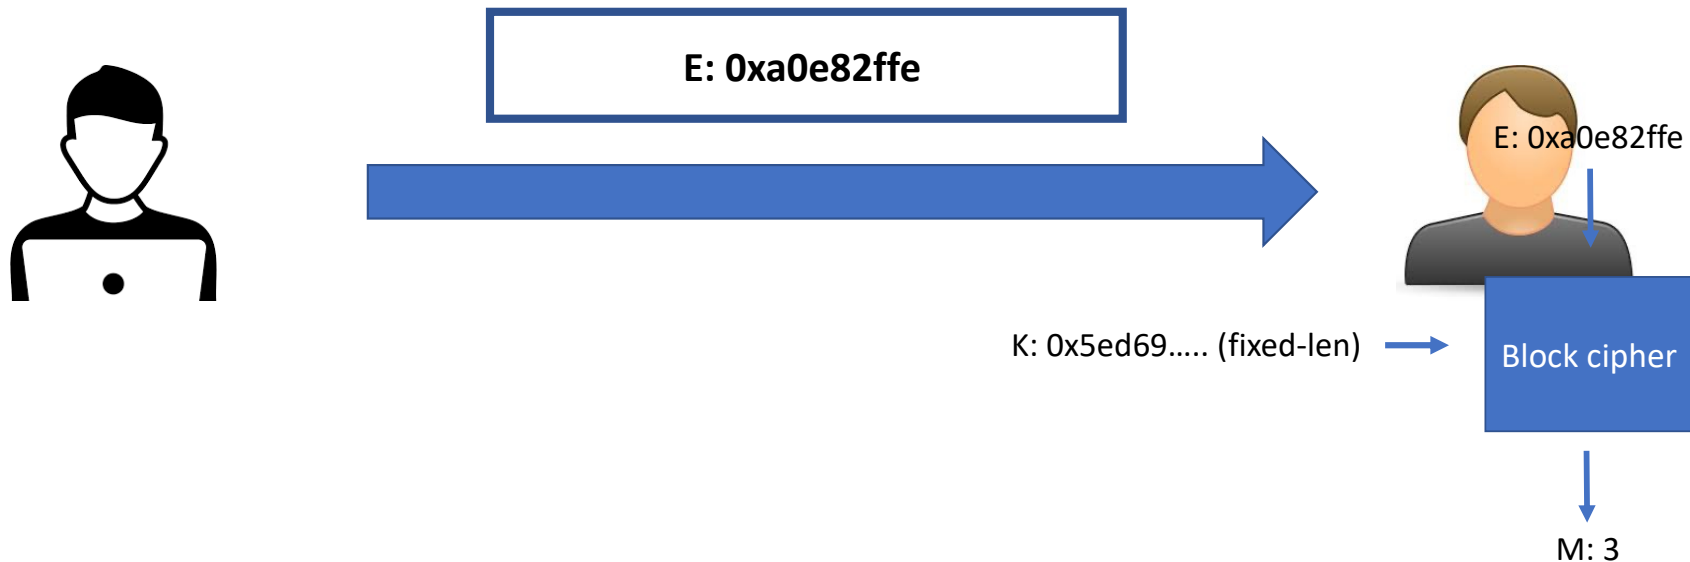 E: 0xa0e82ffe
E: 0xa0e82ffe
K: 0x5ed69..... (fixed-len)
Block cipher
M: 3